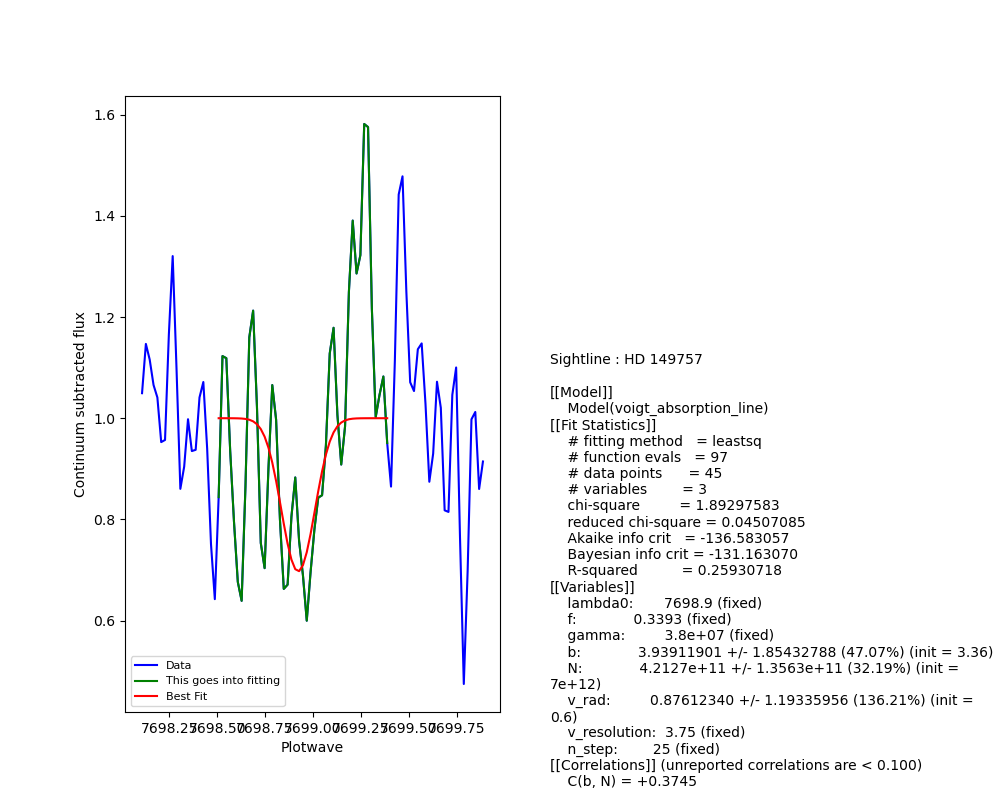 1.6
1.4
1.2
1.0
0.8
0.6
Continuum subtracted flux
Data
This goes into fitting
Best Fit
7698.25 7698.50 7698.75 7699.00 7699.25 7699.50 7699.75
Plotwave
Sightline : HD 149757
[[Model]]
Model(voigt_absorption_line)
[[Fit Statistics]]
# fitting method = leastsq
# function evals = 97
# data points = 45
# variables = 3
chi-square = 1.89297583
reduced chi-square = 0.04507085
Akaike info crit = -136.583057
Bayesian info crit = -131.163070
R-squared = 0.25930718
[[Variables]]
lambda0: 7698.9 (fixed)
f: 0.3393 (fixed)
gamma: 3.8e+07 (fixed)
b: 3.93911901 +/- 1.85432788 (47.07%) (init = 3.36)
N: 4.2127e+11 +/- 1.3563e+11 (32.19%) (init =
7e+12)
v_rad: 0.87612340 +/- 1.19335956 (136.21%) (init =
0.6)
v_resolution: 3.75 (fixed)
n_step: 25 (fixed)
[[Correlations]] (unreported correlations are < 0.100)
C(b, N) = +0.3745